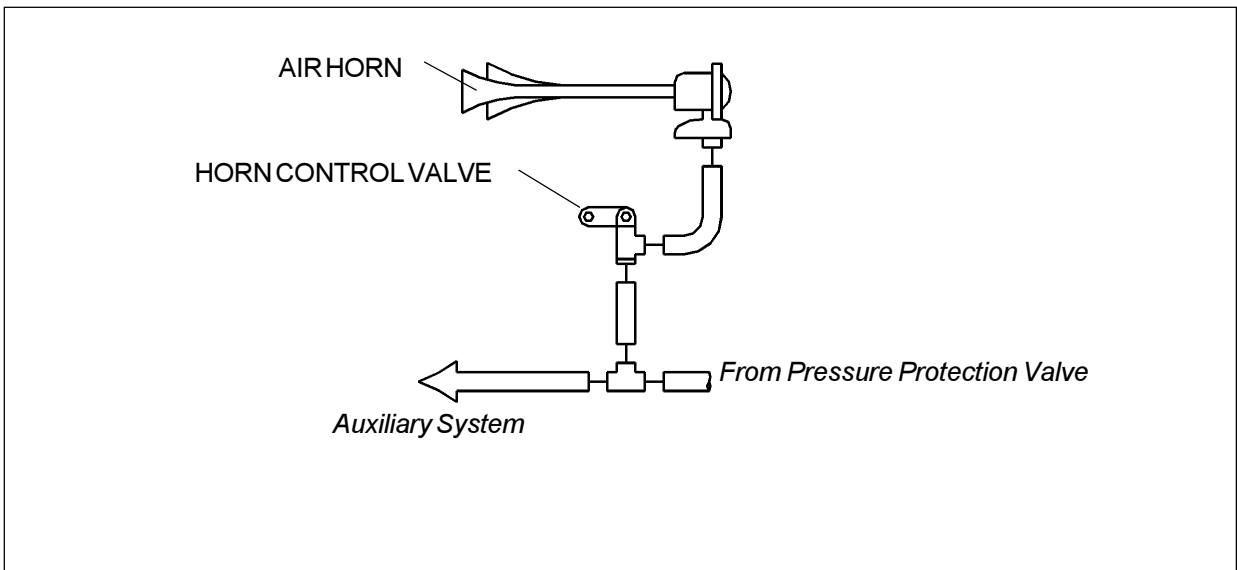 AIR HORN
HORN CONTROL VALVE
From Pressure Protection Valve
Auxiliary System